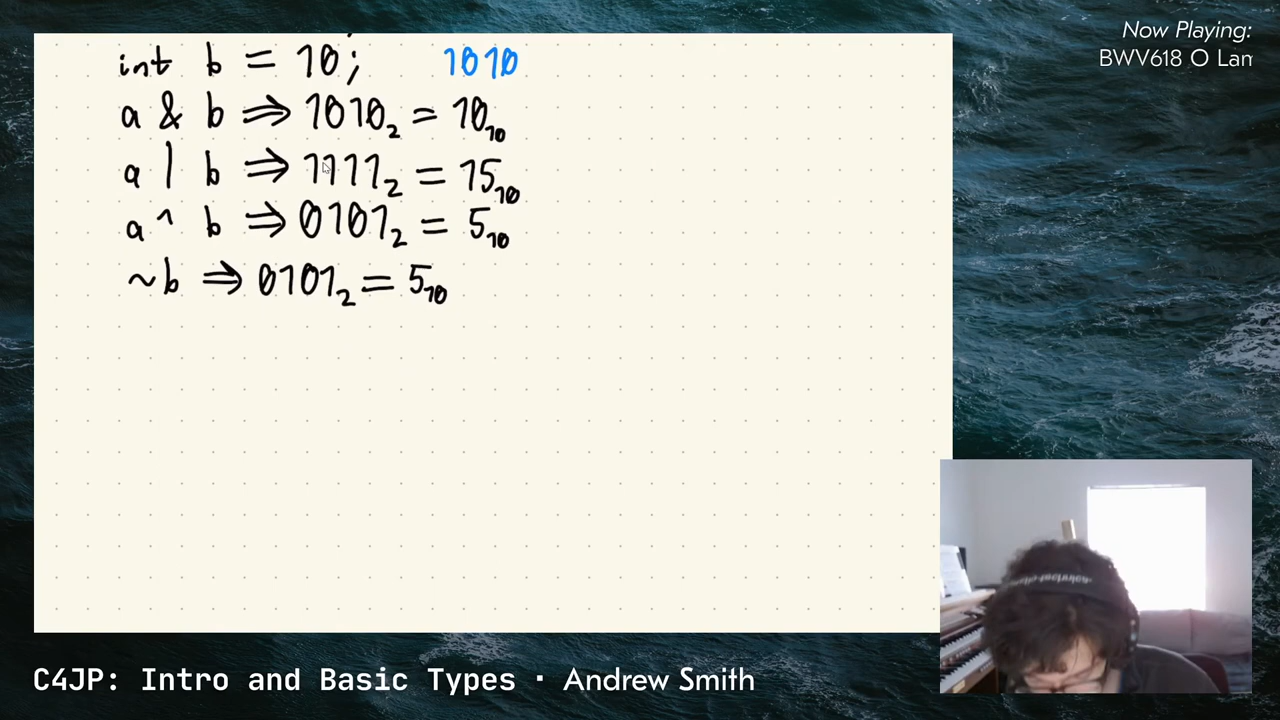 int b = 10; 1010
a & b ⇒ 1010₂ = 10₁₀
a | b ⇒ 1111₂ = 15₁₀
a ^ b ⇒ 0101₂ = 5₁₀
~b ⇒ 0101₂ = 5₁₀
Now Playing:
BWV618 O Lam
C4JP: Intro and Basic Types · Andrew Smith